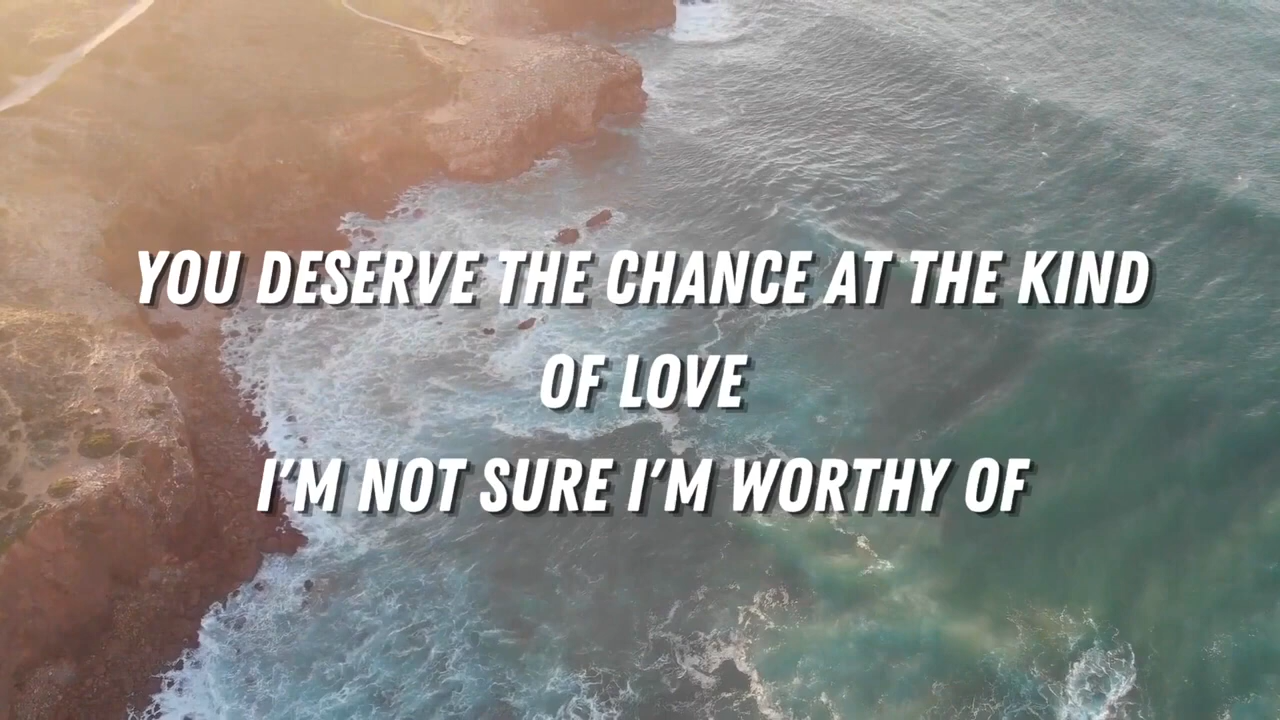 YOU DESERVE THE CHANCE AT THE KIND
OF LOVE
I'M NOT SURE I'M WORTHY OF